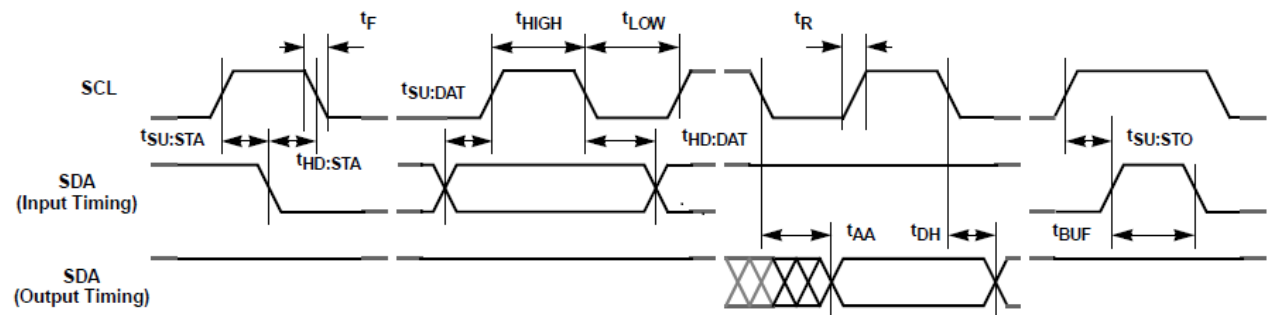 tF
tHIGH
tLOW
tR
SCL
tSU:DAT
tSU:STA
tHD:STA
tHD:DAT
tSU:STO
SDA
(Input Timing)
tAA
tDH
tBUF
SDA
(Output Timing)